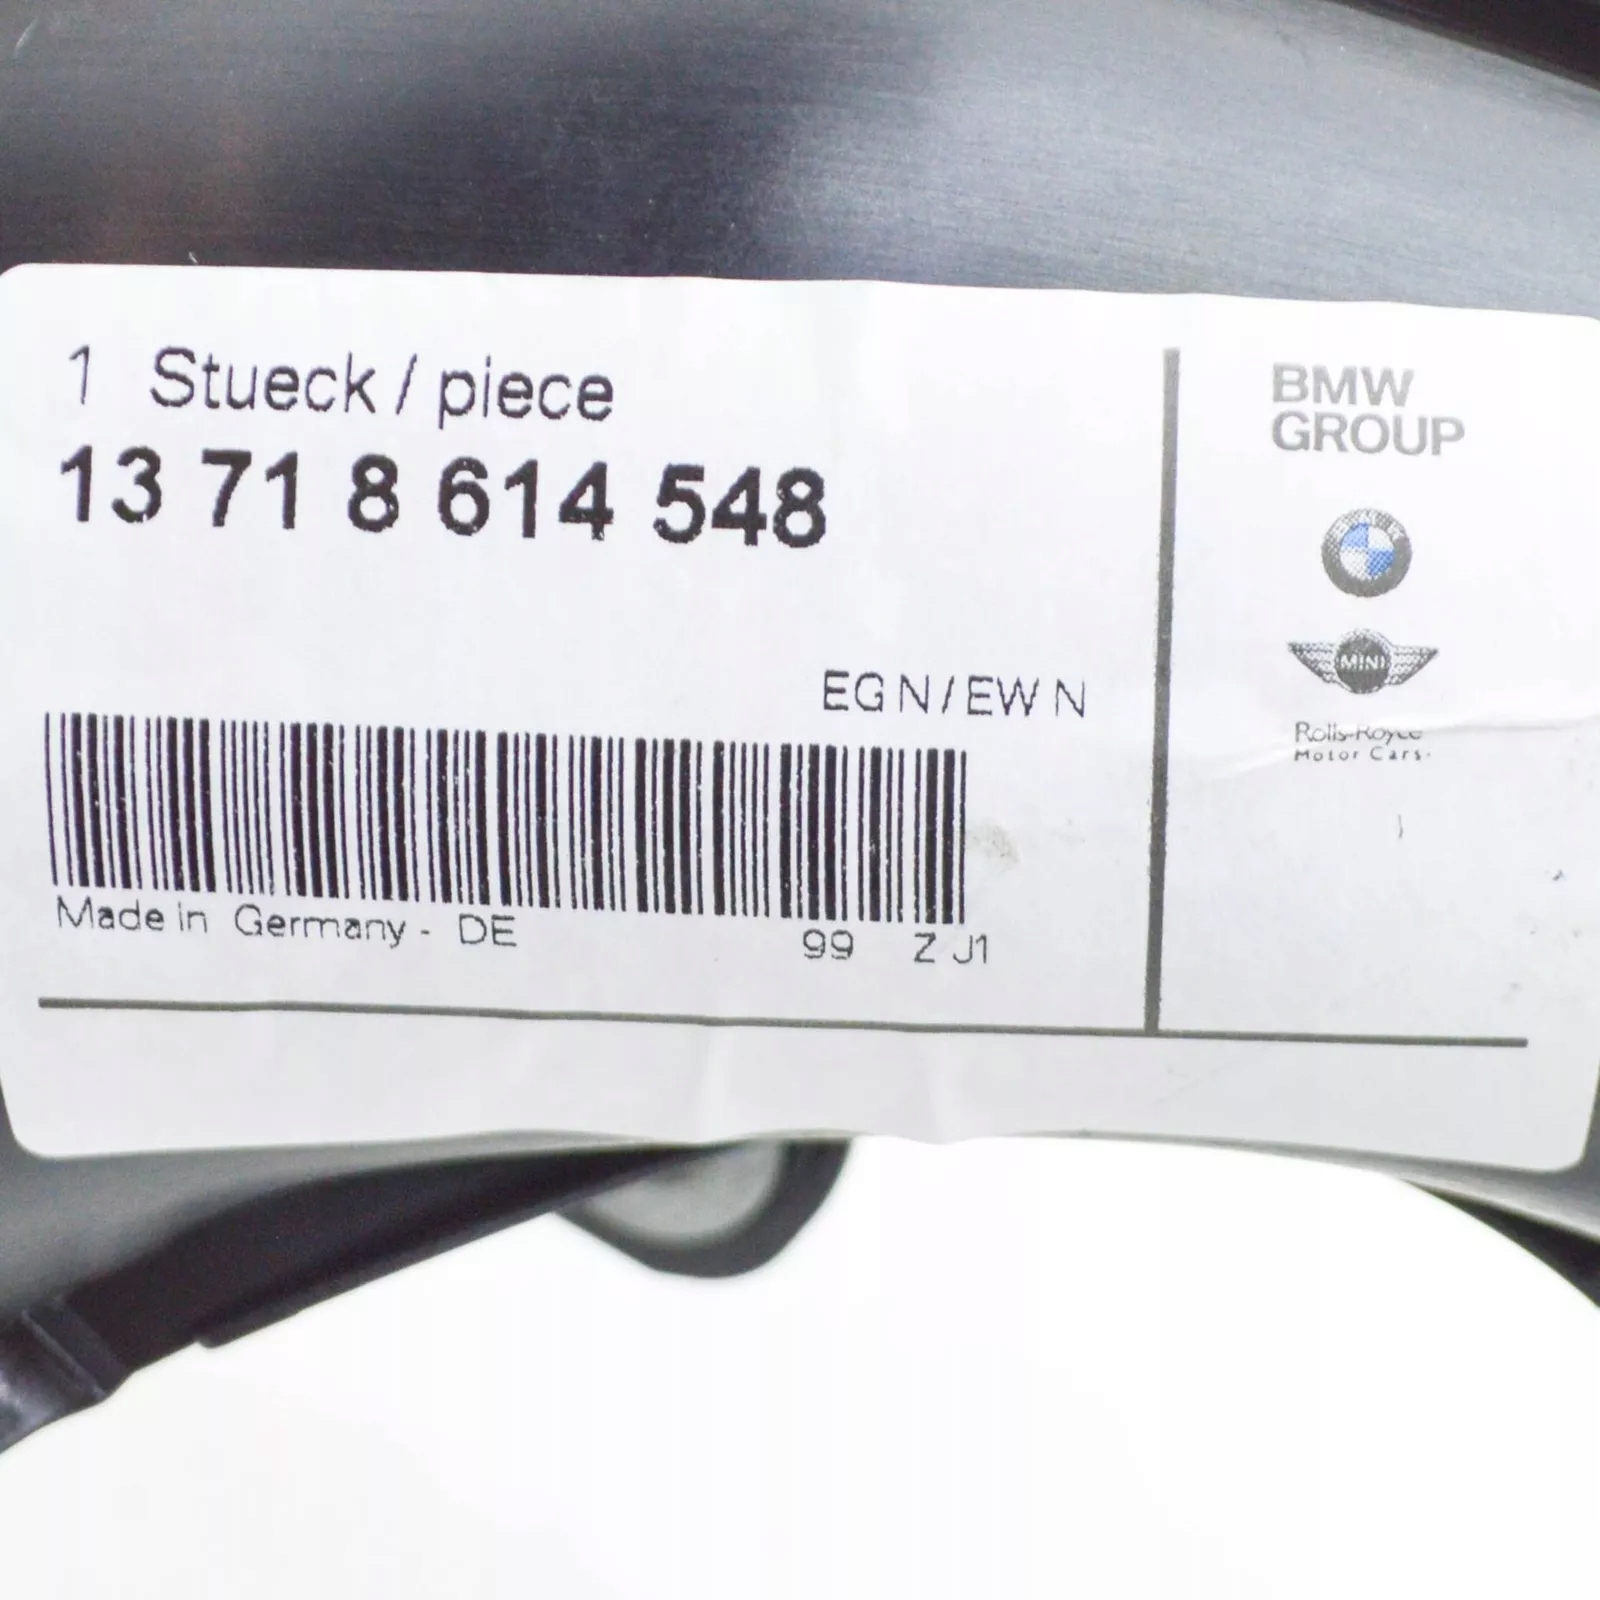 1 Stueck / piece
13 71 8 614 548
EG N / EW N
Made in Germany - DE
99 Z J1
BMW
GROUP
MINI
Rolls-Royce
Motor Cars